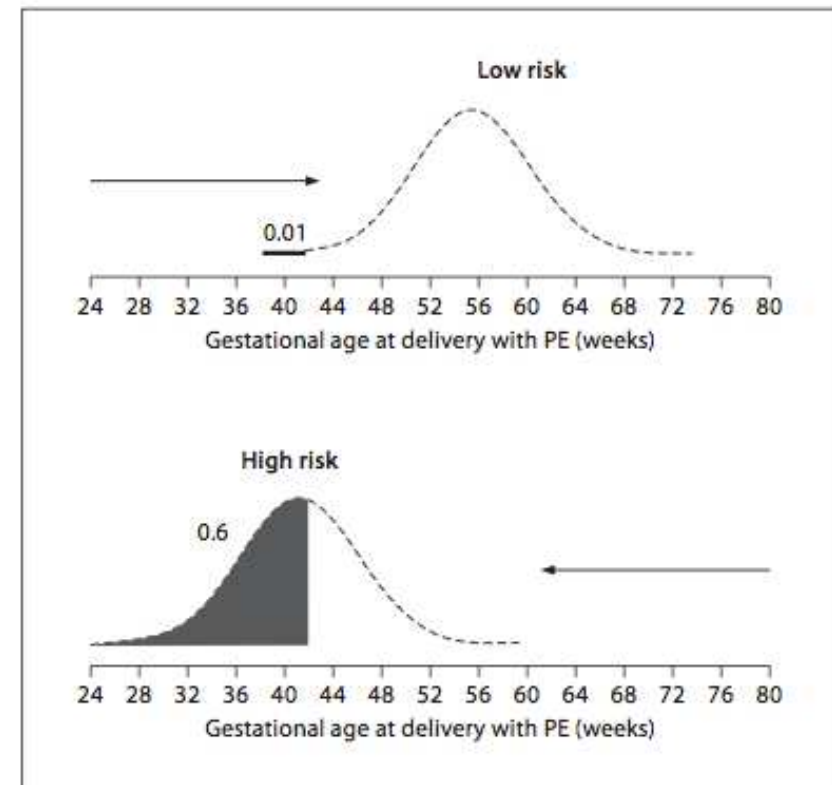 Low risk
0.01
24 28 32 36 40 44 48 52 56 60 64 68 72 76 80
Gestational age at delivery with PE (weeks)
High risk
0.6
24 28 32 36 40 44 48 52 56 60 64 68 72 76 80
Gestational age at delivery with PE (weeks)